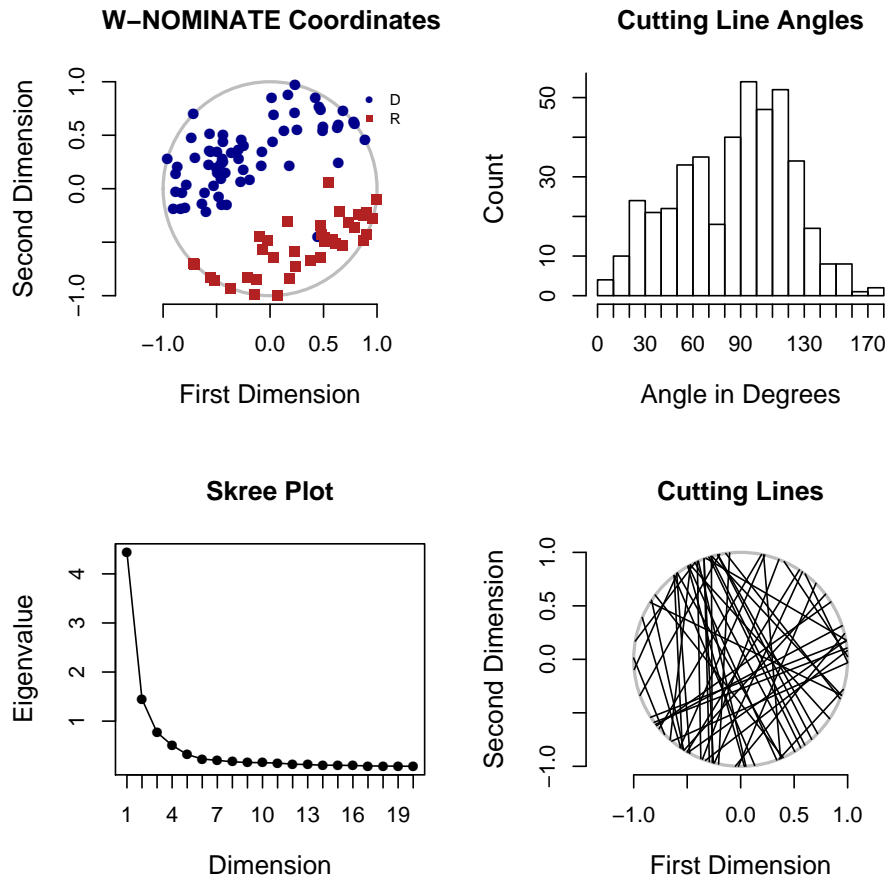 W−NOMINATE Coordinates
Second Dimension
1.0
0.5
0.0
−1.0
D
R
−1.0 0.0 0.5 1.0
First Dimension
Cutting Line Angles
Count
50
30
10
0
0 30 60 90 130 170
Angle in Degrees
Skree Plot
Eigenvalue
4
3
2
1
1 4 7 10 13 16 19
Dimension
Cutting Lines
Second Dimension
1.0
0.5
0.0
−1.0
−1.0 0.0 0.5 1.0
First Dimension